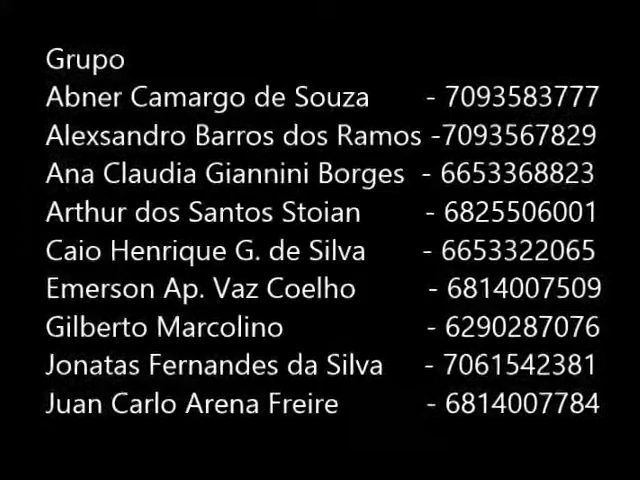 Grupo
Abner Camargo de Souza - 7093583777
Alexsandro Barros dos Ramos -7093567829
Ana Claudia Giannini Borges - 6653368823
Arthur dos Santos Stoian - 6825506001
Caio Henrique G. de Silva - 6653322065
Emerson Ap. Vaz Coelho - 6814007509
Gilberto Marcolino - 6290287076
Jonatas Fernandes da Silva - 7061542381
Juan Carlo Arena Freire - 6814007784